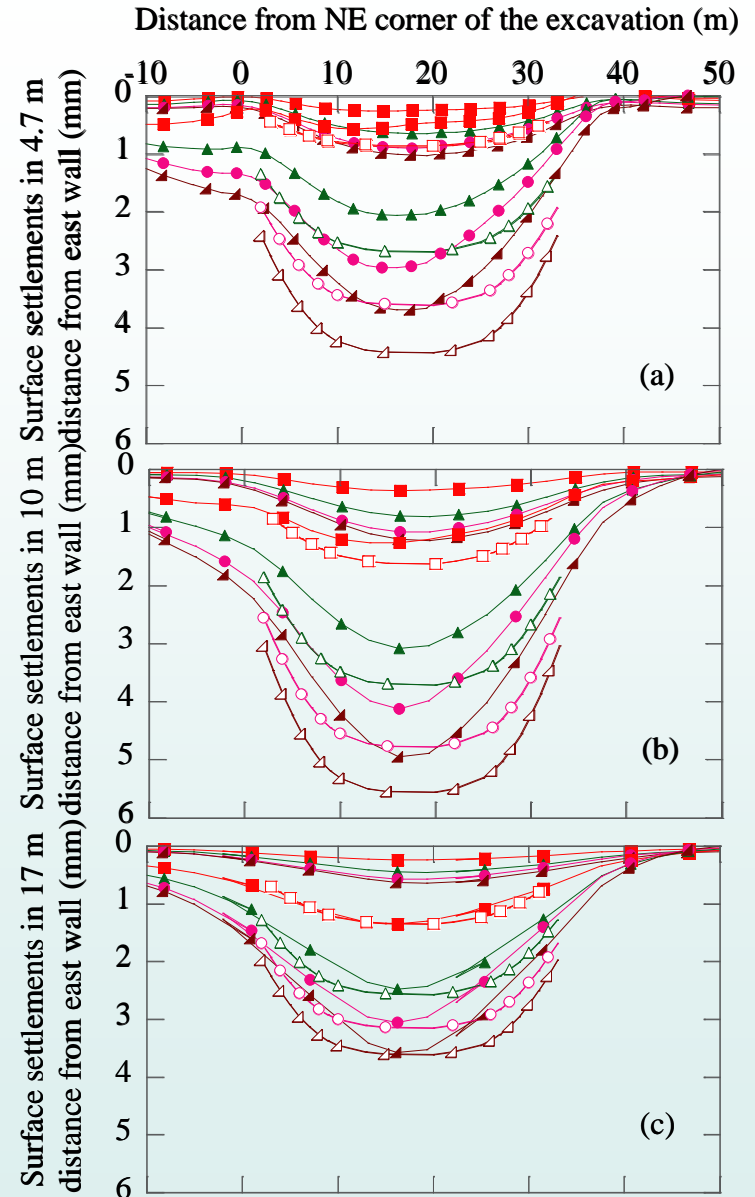 Distance from NE corner of the excavation (m)
-10 0 10 20 30 40 50
Surface settlements in 4.7 m
distance from east wall (mm)
0
1
2
3
4
5
6
(a)
Surface settlements in 10 m
distance from east wall (mm)
0
1
2
3
4
5
6
(b)
Surface settlements in 17 m
distance from east wall (mm)
0
1
2
3
4
5
6
(c)